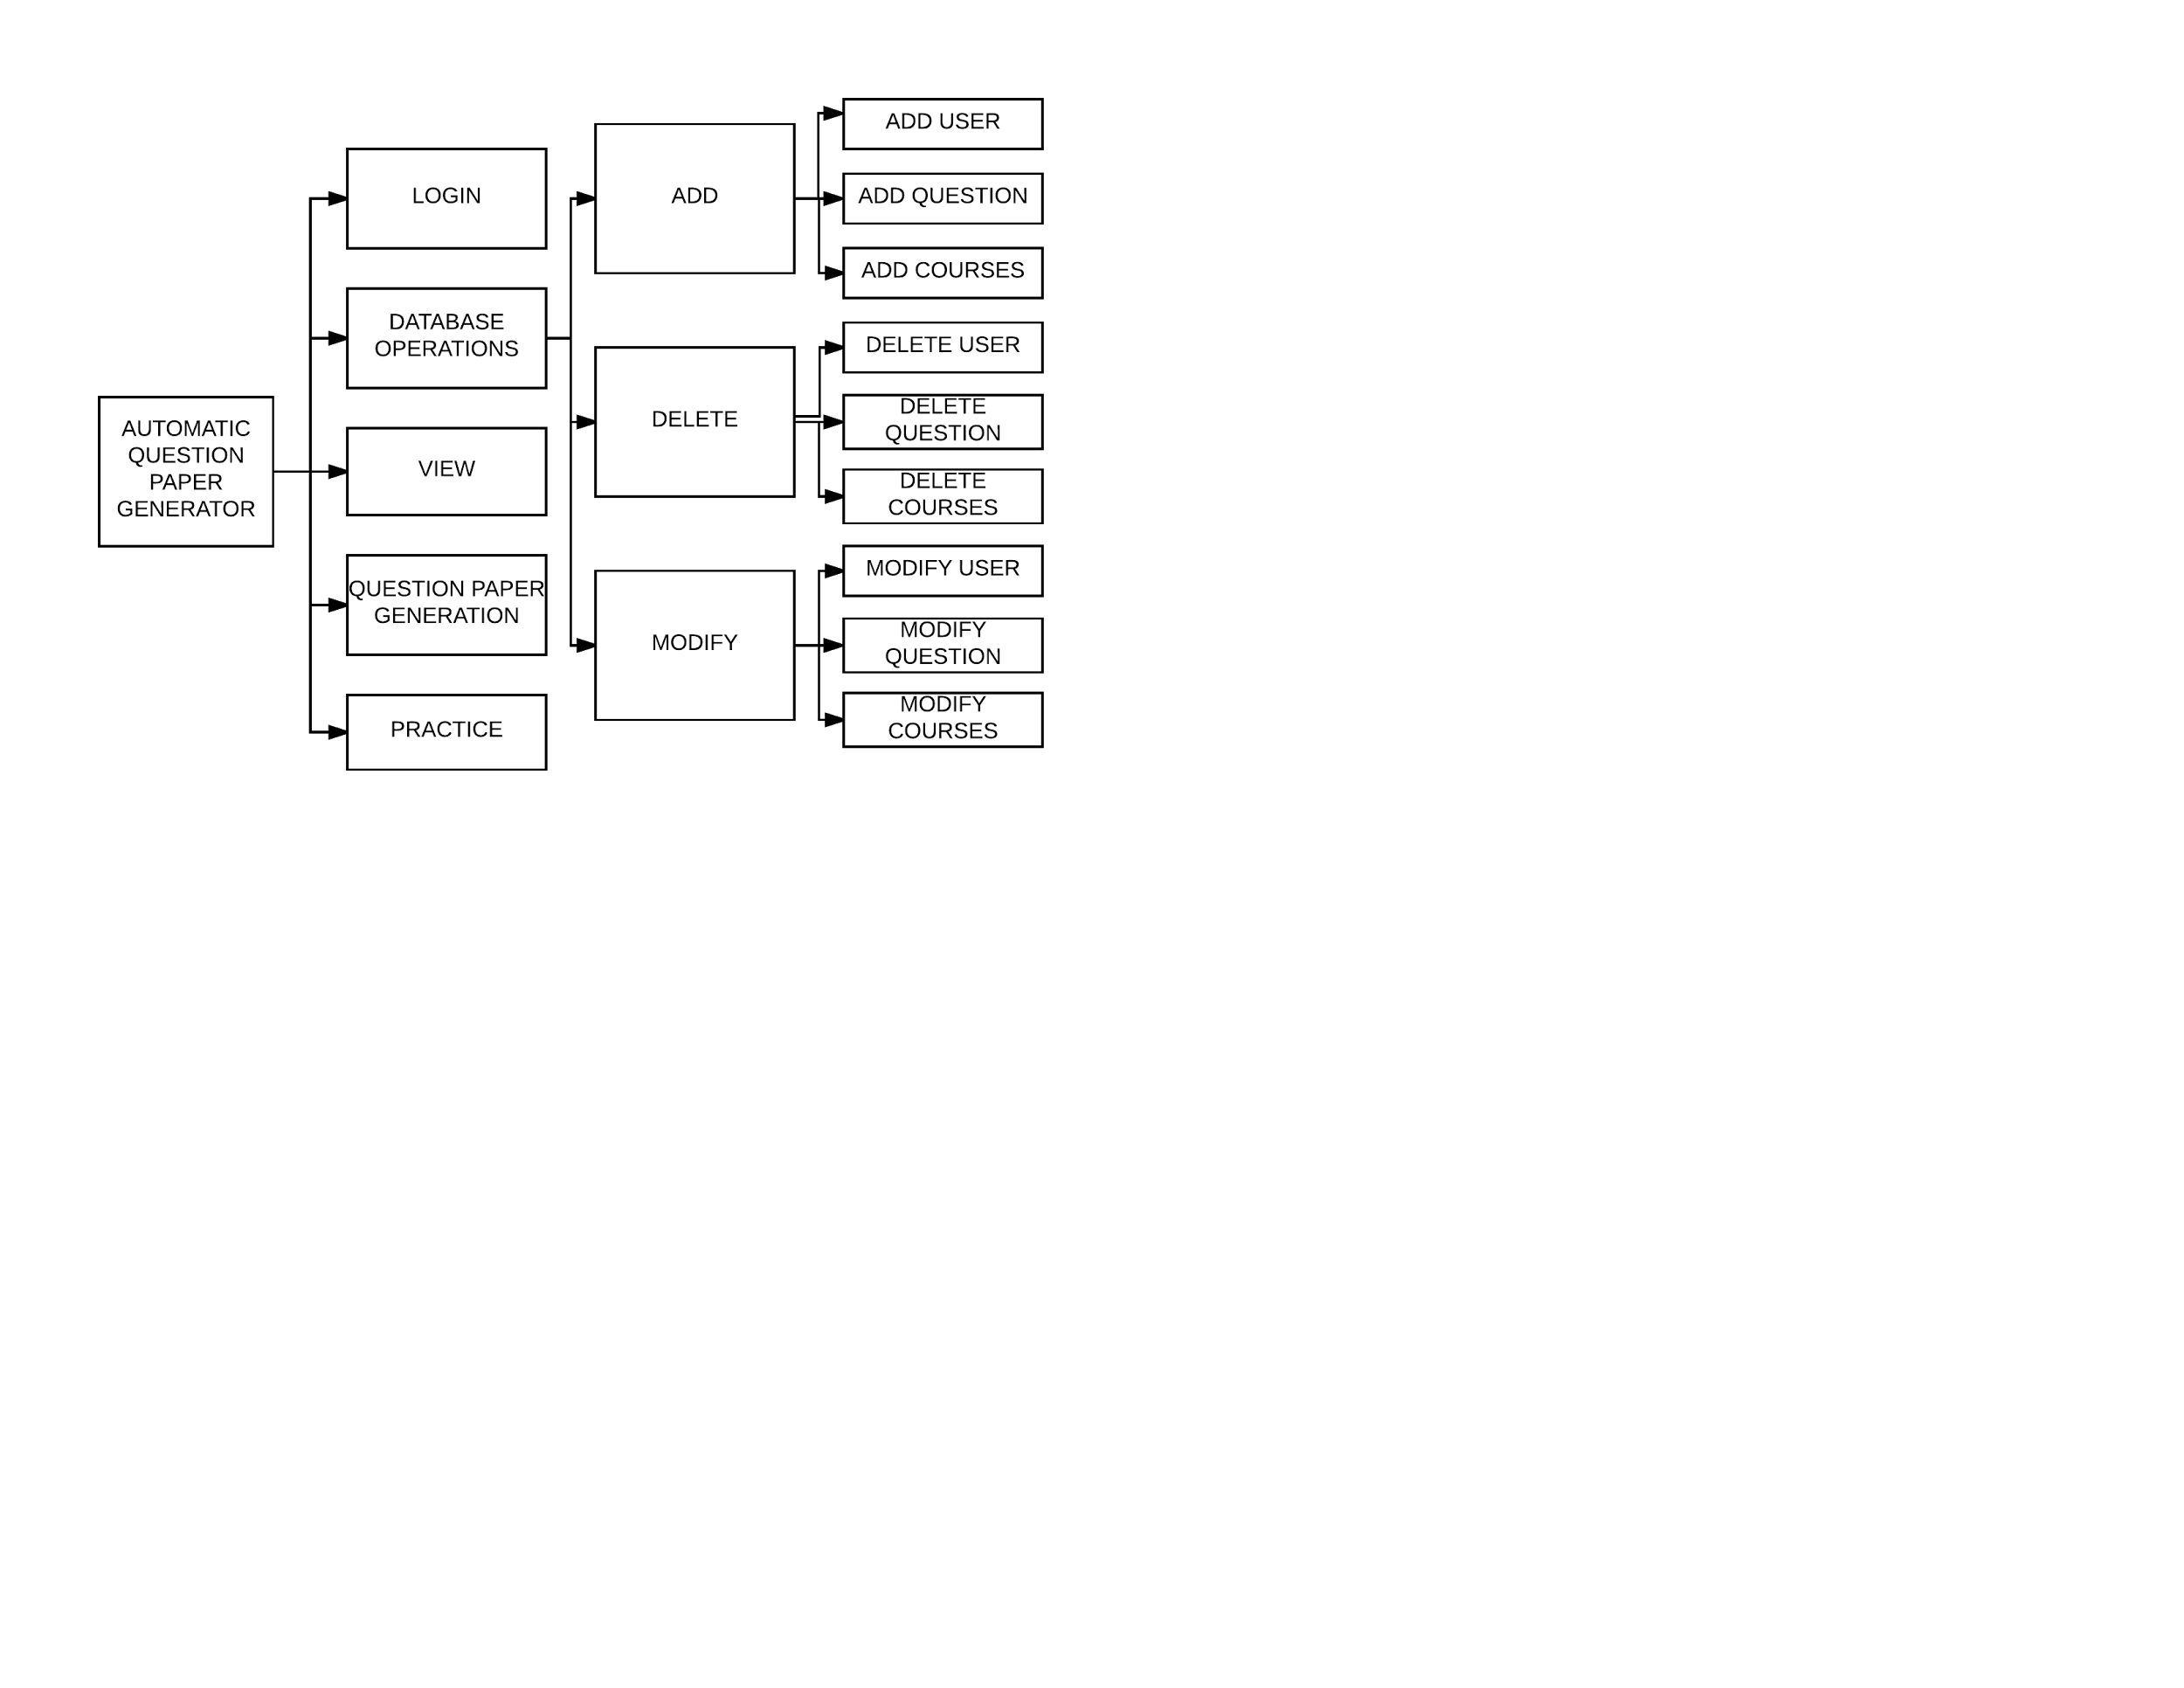 AUTOMATIC
QUESTION
PAPER
GENERATOR
LOGIN
DATABASE
OPERATIONS
VIEW
QUESTION PAPER
GENERATION
PRACTICE
ADD
DELETE
MODIFY
ADD USER
ADD QUESTION
ADD COURSES
DELETE USER
DELETE
QUESTION
DELETE
COURSES
MODIFY USER
MODIFY
QUESTION
MODIFY
COURSES